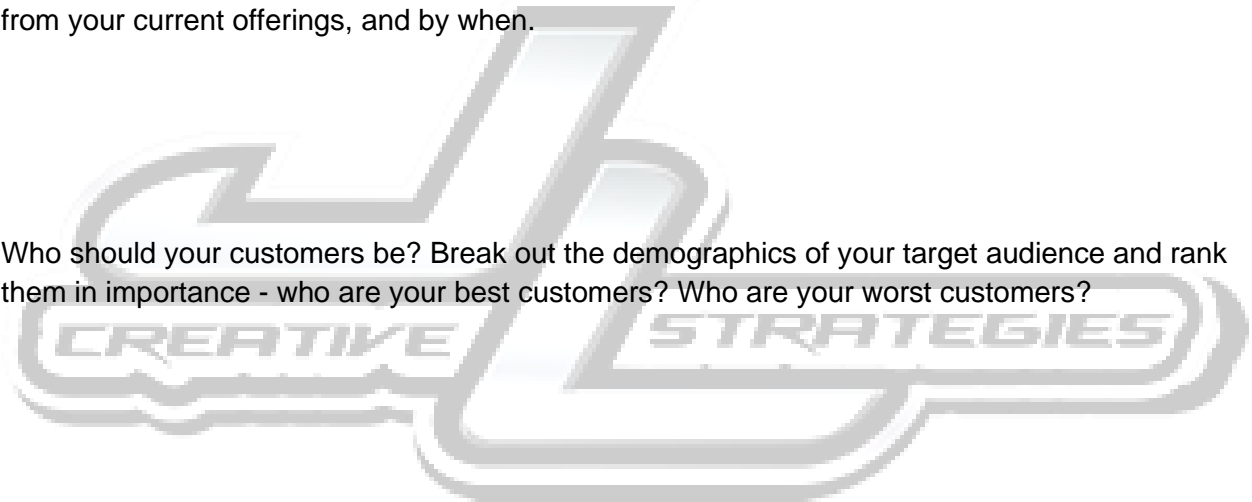 from your current offerings, and by when.
Who should your customers be? Break out the demographics of your target audience and rank
them in importance - who are your best customers? Who are your worst customers?
JL
CREATIVE STRATEGIES